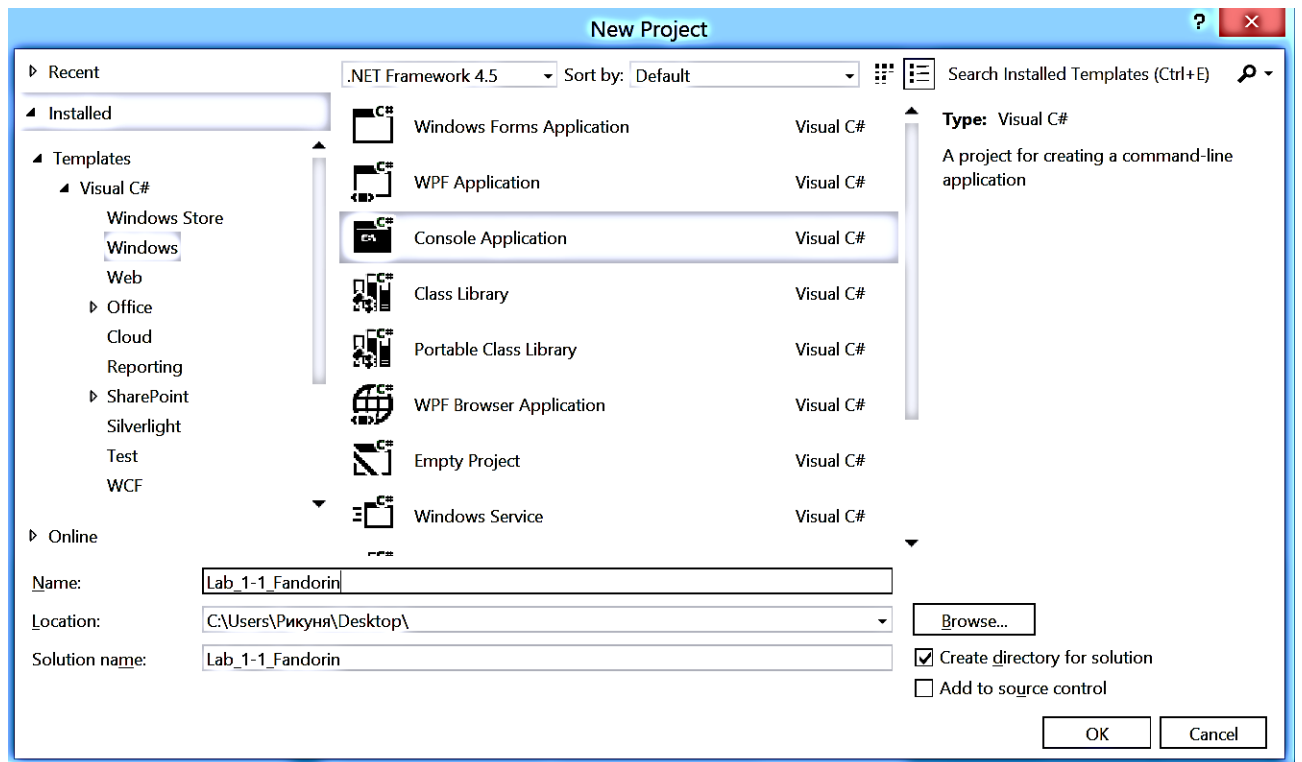 New Project
?
Recent
Installed
Templates
Visual C#
Windows Store
Windows
Web
Office
Cloud
Reporting
SharePoint
Silverlight
Test
WCF
Online
.NET Framework 4.5
Sort by: Default
Search Installed Templates (Ctrl+E)
Windows Forms Application Visual C#
WPF Application Visual C#
Console Application Visual C#
Class Library Visual C#
Portable Class Library Visual C#
WPF Browser Application Visual C#
Empty Project Visual C#
Windows Service Visual C#
Type: Visual C#
A project for creating a command-line
application
Name: Lab_1-1_Fandorin
Location: C:\Users\Рикуня\Desktop\
Browse...
Solution name: Lab_1-1_Fandorin
Create directory for solution
Add to source control
OK Cancel